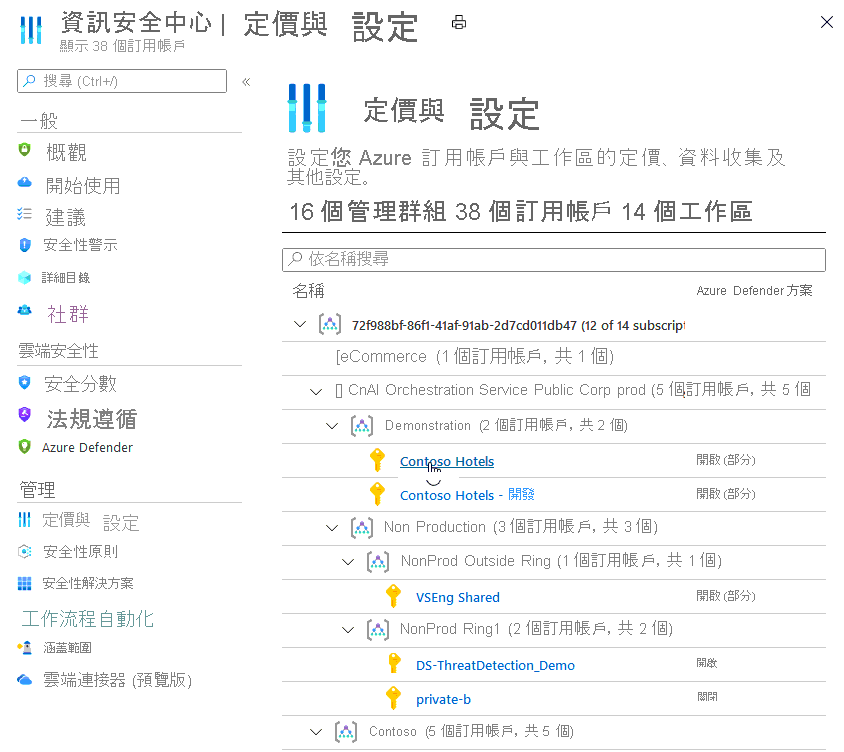 資訊安全中心 | 定價與 設定
顯示 38 個訂用帳戶
搜尋 (Ctrl+/)
«
一般
概觀
開始使用
建議
安全性警示
詳細目錄
社群
雲端安全性
安全分數
法規遵循
Azure Defender
管理
定價與 設定
安全性原則
安全性解決方案
工作流程自動化
涵蓋範圍
雲端連接器 (預覽版)
定價與 設定
設定您 Azure 訂用帳戶與工作區的定價、資料收集及
其他設定。
16 個管理群組 38 個訂用帳戶 14 個工作區
依名稱搜尋
名稱 Azure Defender 方案
72f988bf-86f1-41af-91ab-2d7cd011db47 (12 of 14 subscript
[eCommerce (1 個訂用帳戶, 共 1 個)
[] CnAI Orchestration Service Public Corp prod (5 個訂用帳戶, 共 5 個
Demonstration (2 個訂用帳戶, 共 2 個)
Contoso Hotels 開啟 (部分)
Contoso Hotels - 開發 開啟 (部分)
Non Production (3 個訂用帳戶, 共 3 個)
NonProd Outside Ring (1 個訂用帳戶, 共 1 個)
VSEng Shared 開啟 (部分)
NonProd Ring1 (2 個訂用帳戶, 共 2 個)
DS-ThreatDetection_Demo 開啟
private-b 關閉
Contoso (5 個訂用帳戶, 共 5 個)